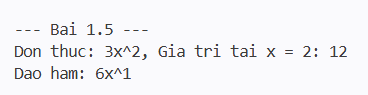 --- Bai 1.5 ---
Don thuc: 3x^2, Gia tri tai x = 2: 12
Dao ham: 6x^1